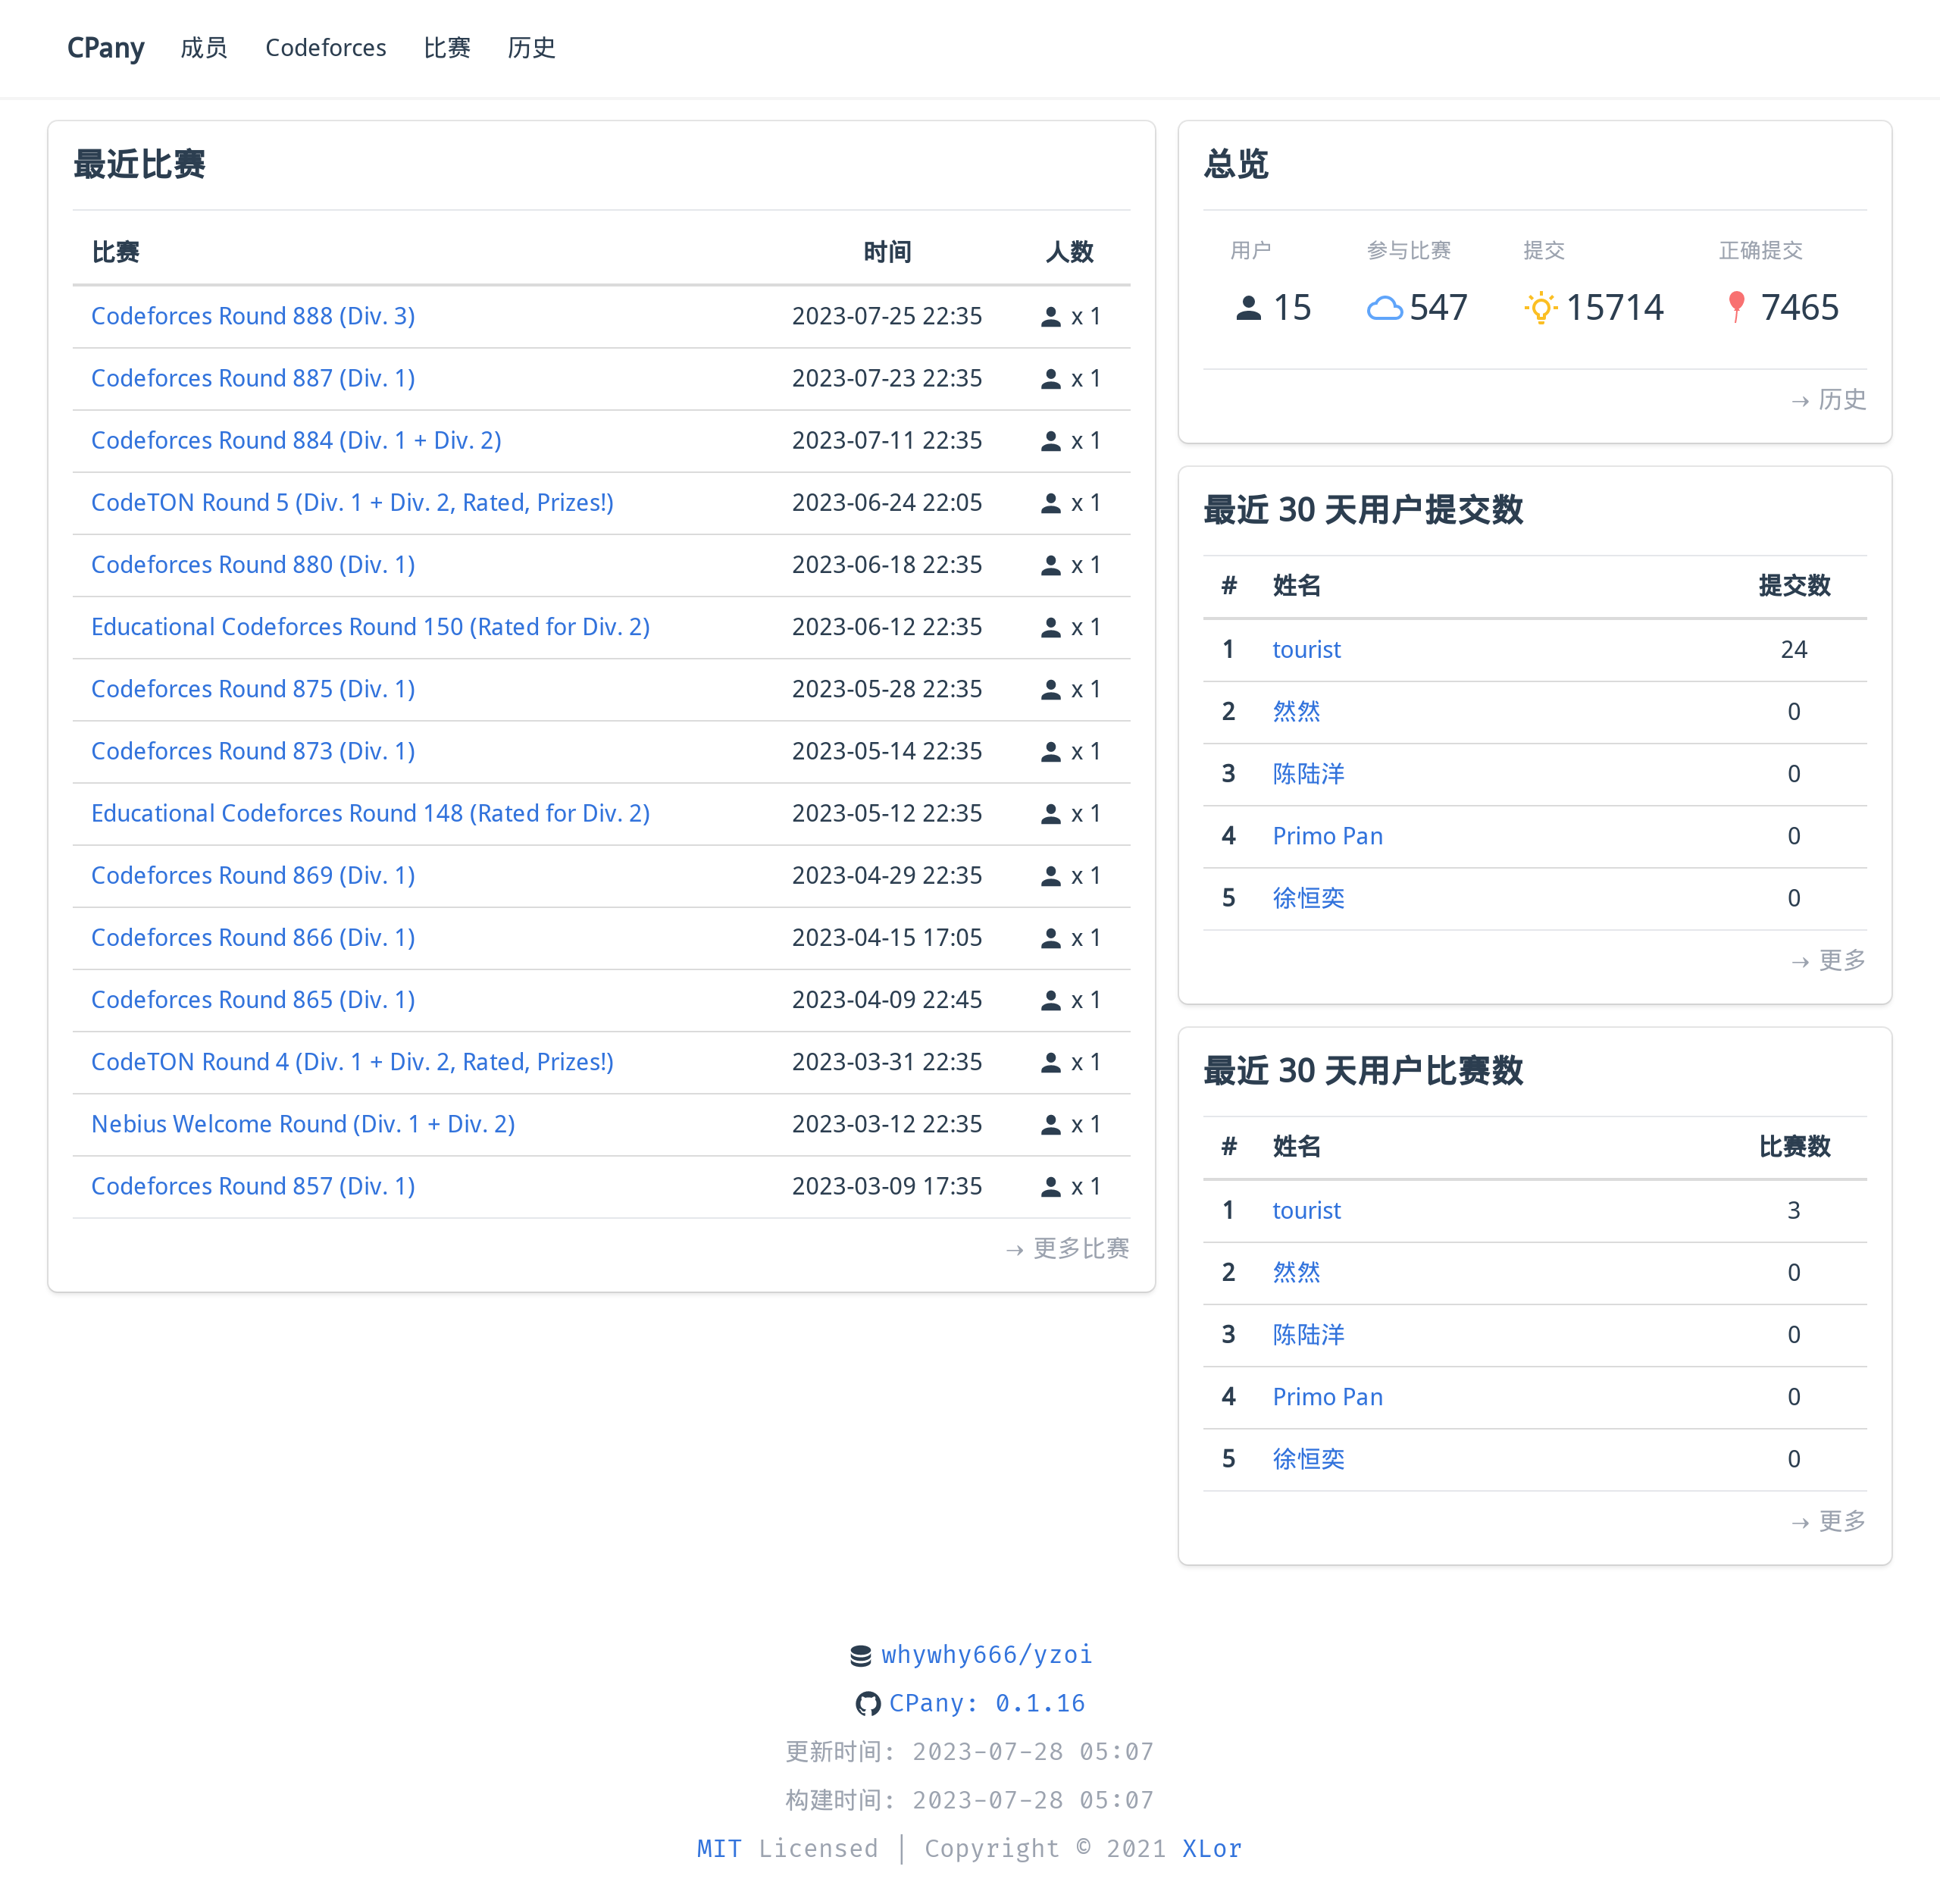 CPany 成员 Codeforces 比赛 历史
最近比赛
比赛 时间 人数
Codeforces Round 888 (Div. 3) 2023-07-25 22:35 x 1
Codeforces Round 887 (Div. 1) 2023-07-23 22:35 x 1
Codeforces Round 884 (Div. 1 + Div. 2) 2023-07-11 22:35 x 1
CodeTON Round 5 (Div. 1 + Div. 2, Rated, Prizes!) 2023-06-24 22:05 x 1
Codeforces Round 880 (Div. 1) 2023-06-18 22:35 x 1
Educational Codeforces Round 150 (Rated for Div. 2) 2023-06-12 22:35 x 1
Codeforces Round 875 (Div. 1) 2023-05-28 22:35 x 1
Codeforces Round 873 (Div. 1) 2023-05-14 22:35 x 1
Educational Codeforces Round 148 (Rated for Div. 2) 2023-05-12 22:35 x 1
Codeforces Round 869 (Div. 1) 2023-04-29 22:35 x 1
Codeforces Round 866 (Div. 1) 2023-04-15 17:05 x 1
Codeforces Round 865 (Div. 1) 2023-04-09 22:45 x 1
CodeTON Round 4 (Div. 1 + Div. 2, Rated, Prizes!) 2023-03-31 22:35 x 1
Nebius Welcome Round (Div. 1 + Div. 2) 2023-03-12 22:35 x 1
Codeforces Round 857 (Div. 1) 2023-03-09 17:35 x 1
→ 更多比赛
总览
用户 参与比赛 提交 正确提交
15 547 15714 7465
→ 历史
最近 30 天用户提交数
# 姓名 提交数
1 tourist 24
2 然然 0
3 陈陆洋 0
4 Primo Pan 0
5 徐恒奕 0
→ 更多
最近 30 天用户比赛数
# 姓名 比赛数
1 tourist 3
2 然然 0
3 陈陆洋 0
4 Primo Pan 0
5 徐恒奕 0
→ 更多
whywhy666/yzoi
CPany: 0.1.16
更新时间: 2023-07-28 05:07
构建时间: 2023-07-28 05:07
MIT Licensed | Copyright © 2021 XLor